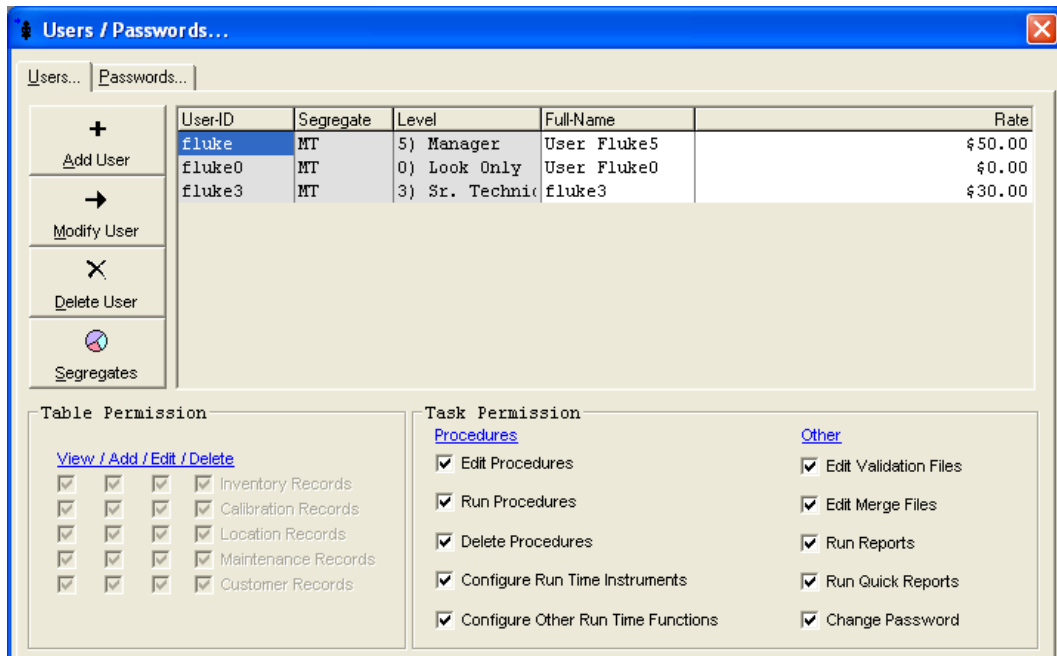 Users / Passwords...
Users... Passwords...
Add User
Modify User
Delete User
Segregates
User-ID Segregate Level Full-Name Rate
fluke MT 5) Manager User Fluke5 $50.00
fluke0 MT 0) Look Only User Fluke0 $0.00
fluke3 MT 3) Sr. Technic fluke3 $30.00
Table Permission
View / Add / Edit / Delete
Inventory Records
Calibration Records
Location Records
Maintenance Records
Customer Records
Task Permission
Procedures
Edit Procedures
Run Procedures
Delete Procedures
Configure Run Time Instruments
Configure Other Run Time Functions
Other
Edit Validation Files
Edit Merge Files
Run Reports
Run Quick Reports
Change Password